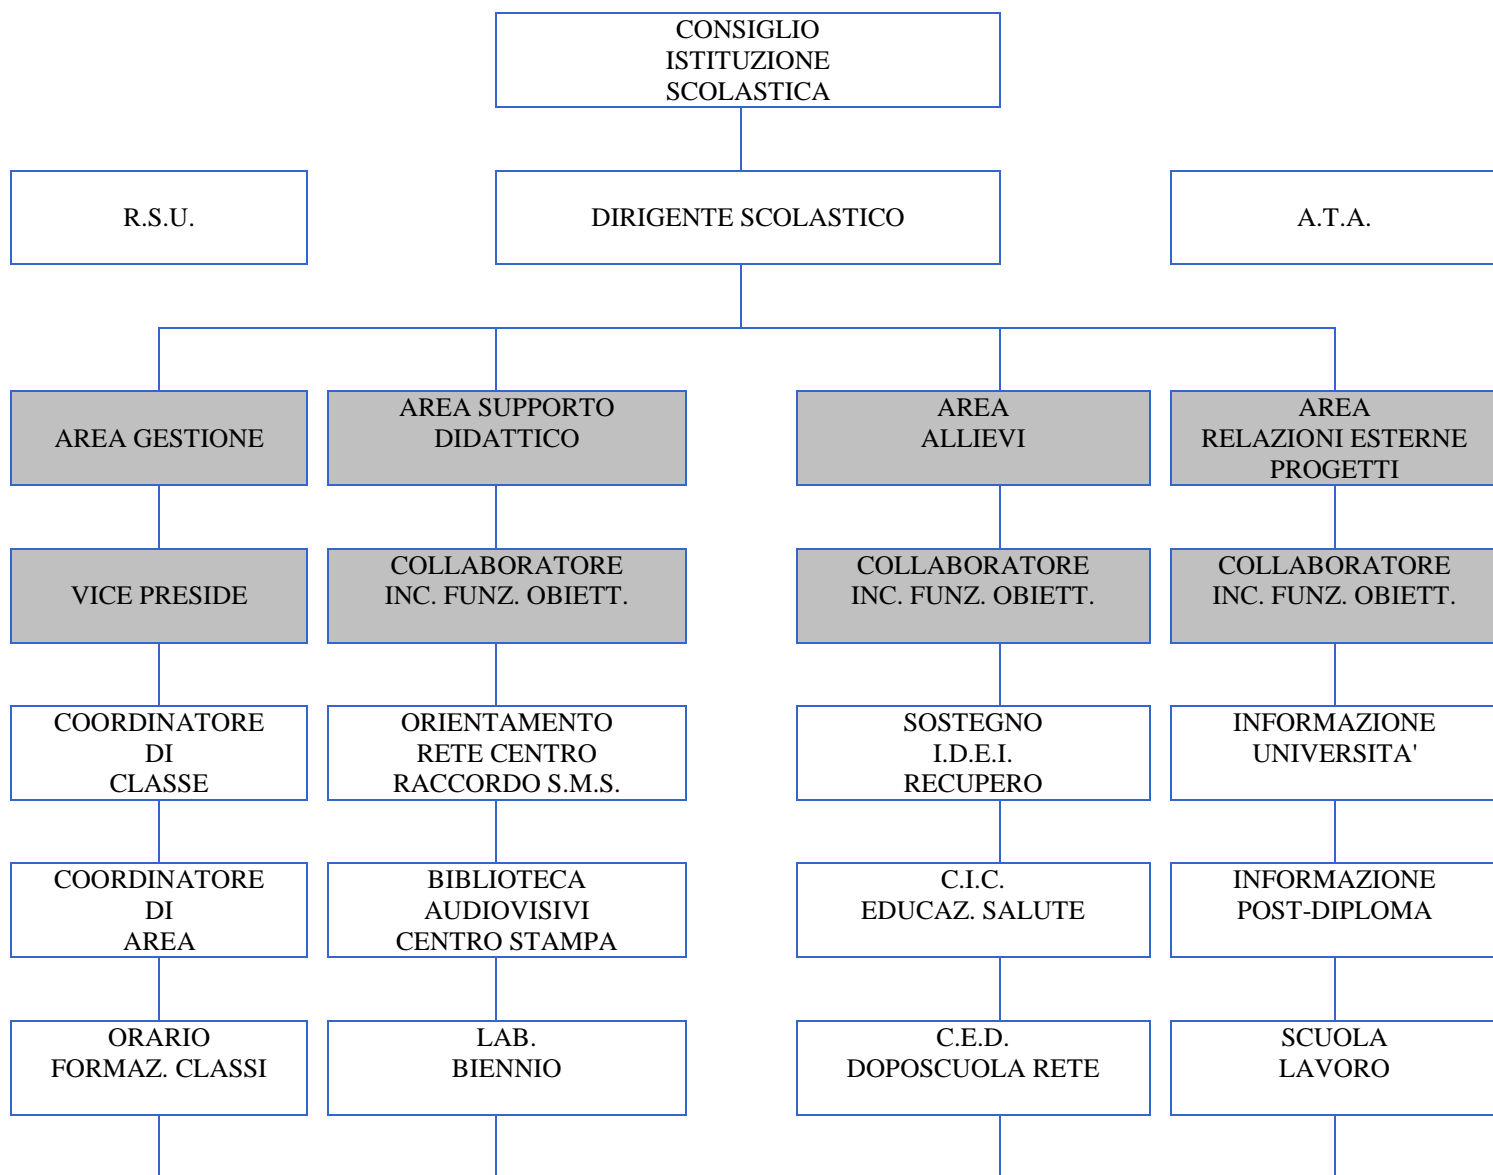 CONSIGLIO
ISTITUZIONE
SCOLASTICA
R.S.U.
DIRIGENTE SCOLASTICO
A.T.A.
AREA GESTIONE
AREA SUPPORTO
DIDATTICO
AREA
ALLIEVI
AREA
RELAZIONI ESTERNE
PROGETTI
VICE PRESIDE
COLLABORATORE
INC. FUNZ. OBIETT.
COLLABORATORE
INC. FUNZ. OBIETT.
COLLABORATORE
INC. FUNZ. OBIETT.
COORDINATORE
DI
CLASSE
ORIENTAMENTO
RETE CENTRO
RACCORDO S.M.S.
SOSTEGNO
I.D.E.I.
RECUPERO
INFORMAZIONE
UNIVERSITA'
COORDINATORE
DI
AREA
BIBLIOTECA
AUDIOVISIVI
CENTRO STAMPA
C.I.C.
EDUCAZ. SALUTE
INFORMAZIONE
POST-DIPLOMA
ORARIO
FORMAZ. CLASSI
LAB.
BIENNIO
C.E.D.
DOPOSCUOLA RETE
SCUOLA
LAVORO